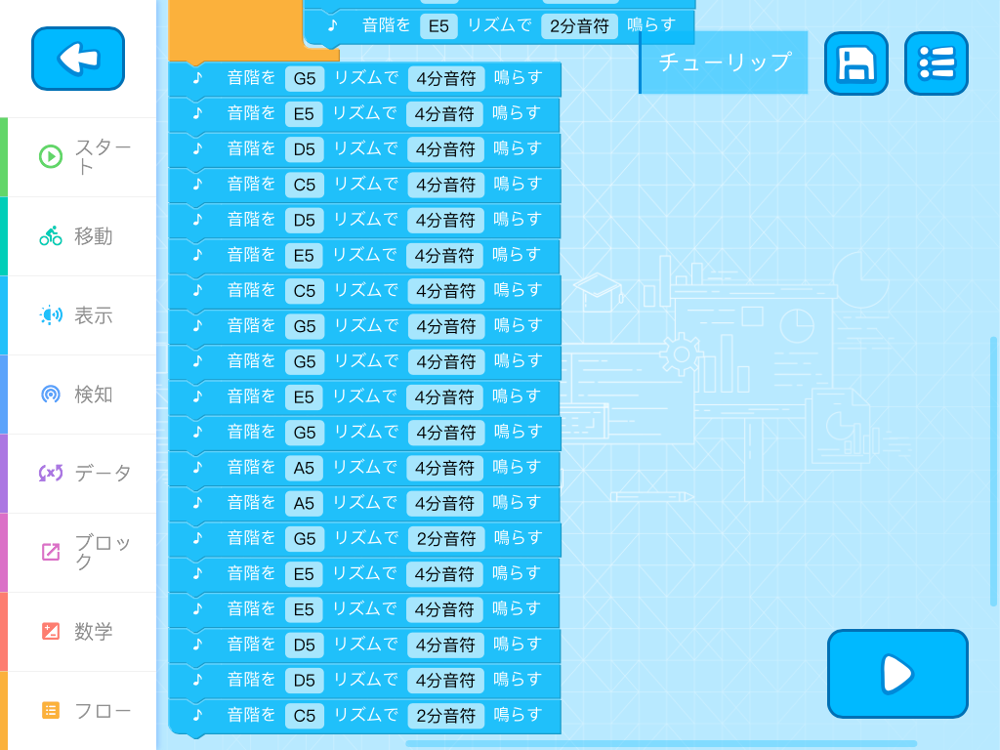 音階を E5 リズムで 2分音符 鳴らす
チューリップ
音階を G5 リズムで 4分音符 鳴らす
音階を E5 リズムで 4分音符 鳴らす
音階を D5 リズムで 4分音符 鳴らす
音階を C5 リズムで 4分音符 鳴らす
音階を D5 リズムで 4分音符 鳴らす
音階を E5 リズムで 4分音符 鳴らす
音階を C5 リズムで 4分音符 鳴らす
音階を G5 リズムで 4分音符 鳴らす
音階を G5 リズムで 4分音符 鳴らす
音階を E5 リズムで 4分音符 鳴らす
音階を G5 リズムで 4分音符 鳴らす
音階を A5 リズムで 4分音符 鳴らす
音階を A5 リズムで 4分音符 鳴らす
音階を G5 リズムで 2分音符 鳴らす
音階を E5 リズムで 4分音符 鳴らす
音階を E5 リズムで 4分音符 鳴らす
音階を D5 リズムで 4分音符 鳴らす
音階を D5 リズムで 4分音符 鳴らす
音階を C5 リズムで 2分音符 鳴らす
スター
ト
移動
表示
検知
データ
ブロッ
ク
数学
フロー